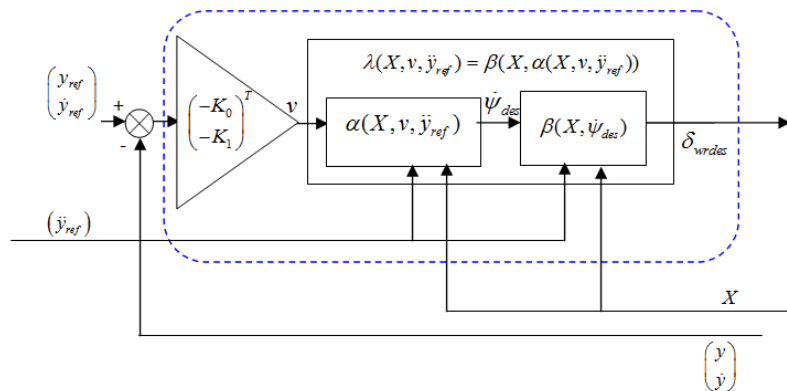 λ(X, v, ÿ_ref) = β(X, α(X, v, ÿ_ref))
(y_ref
ẏ_ref)
+
-
(-K_0
-K_1)^T
v
α(X, v, ÿ_ref)
ψ̇_des
β(X, ψ̇_des)
δ_wrdes
(ÿ_ref)
X
(y
ẏ)